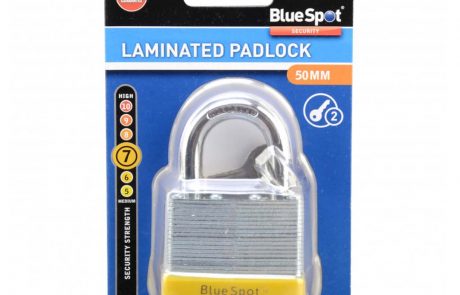 BlueSpot
SECURITY
LAMINATED PADLOCK
50MM
2
HIGH
10
9
8
7
6
5
MEDIUM
SECURITY STRENGTH
BlueSpot